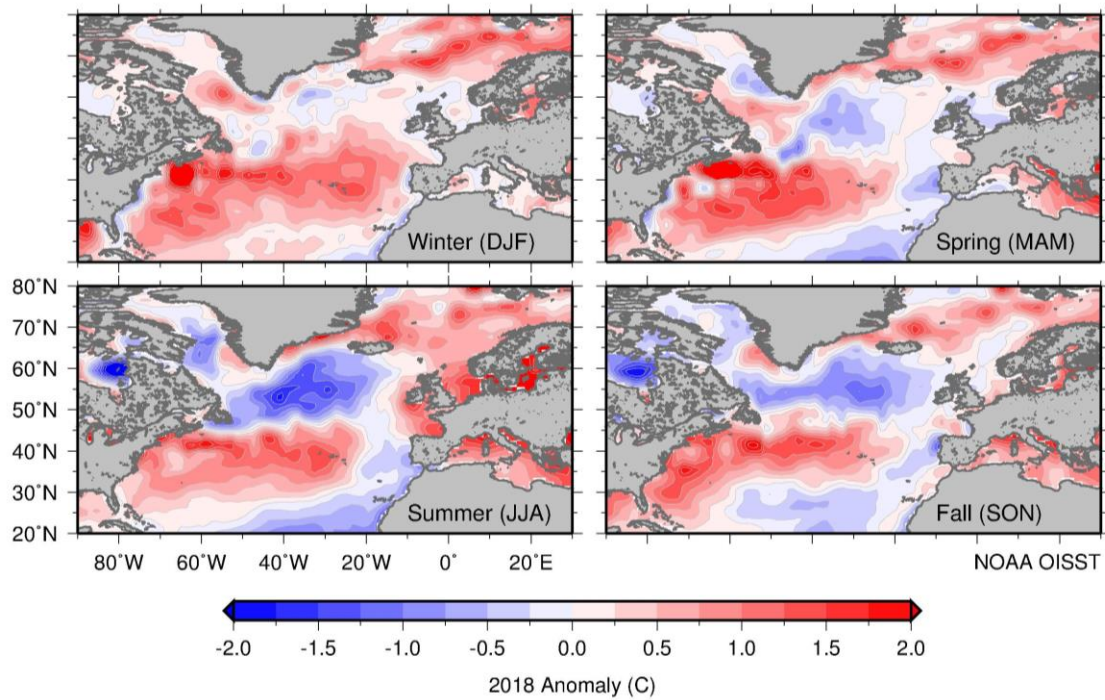 Winter (DJF)
Spring (MAM)
80°N
70°N
60°N
50°N
40°N
30°N
20°N
Summer (JJA)
Fall (SON)
80°W 60°W 40°W 20°W 0° 20°E
NOAA OISST
-2.0 -1.5 -1.0 -0.5 0.0 0.5 1.0 1.5 2.0
2018 Anomaly (C)